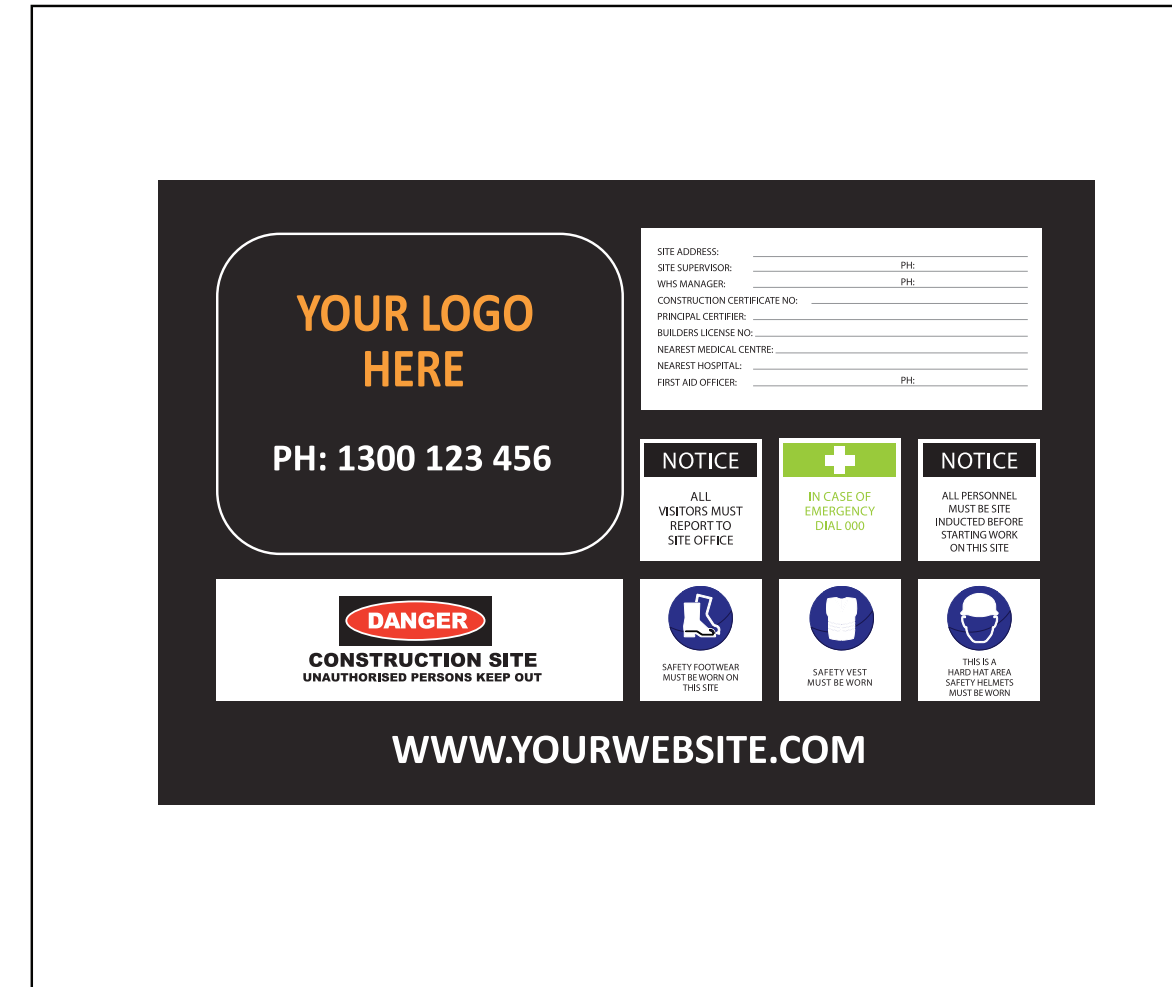 YOUR LOGO
HERE
PH: 1300 123 456
SITE ADDRESS:
SITE SUPERVISOR: PH:
WHS MANAGER: PH:
CONSTRUCTION CERTIFICATE NO:
PRINCIPAL CERTIFIER:
BUILDERS LICENSE NO:
NEAREST MEDICAL CENTRE:
NEAREST HOSPITAL:
FIRST AID OFFICER: PH:
NOTICE
ALL
VISITORS MUST
REPORT TO
SITE OFFICE
IN CASE OF
EMERGENCY
DIAL 000
NOTICE
ALL PERSONNEL
MUST BE SITE
INDUCTED BEFORE
STARTING WORK
ON THIS SITE
DANGER
CONSTRUCTION SITE
UNAUTHORISED PERSONS KEEP OUT
SAFETY FOOTWEAR
MUST BE WORN ON
THIS SITE
SAFETY VEST
MUST BE WORN
THIS IS A
HARD HAT AREA
SAFETY HELMETS
MUST BE WORN
WWW.YOURWEBSITE.COM